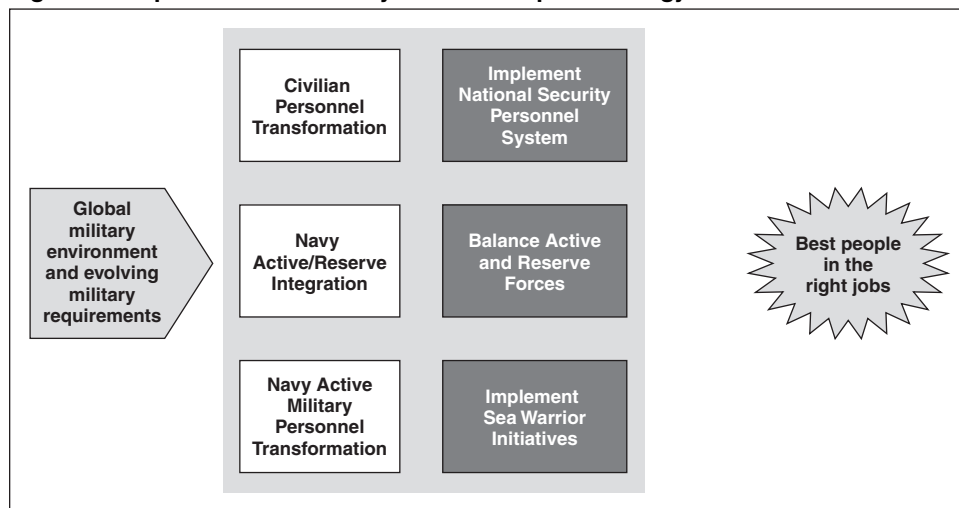 Global
military
environment
and evolving
military
requirements
Civilian
Personnel
Transformation
Implement
National Security
Personnel
System
Navy
Active/Reserve
Integration
Balance Active
and Reserve
Forces
Navy Active
Military
Personnel
Transformation
Implement
Sea Warrior
Initiatives
Best people
in the
right jobs